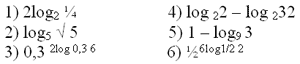 1) 2log₂ ¼
2) log₅ √ 5
3) 0,3 ²ˡᵒᵍ ⁰,³ ⁶
4) log ₂2 – log ₂32
5) 1 – log₉ 3
6) ½⁶ˡᵒᵍ¹/² ²